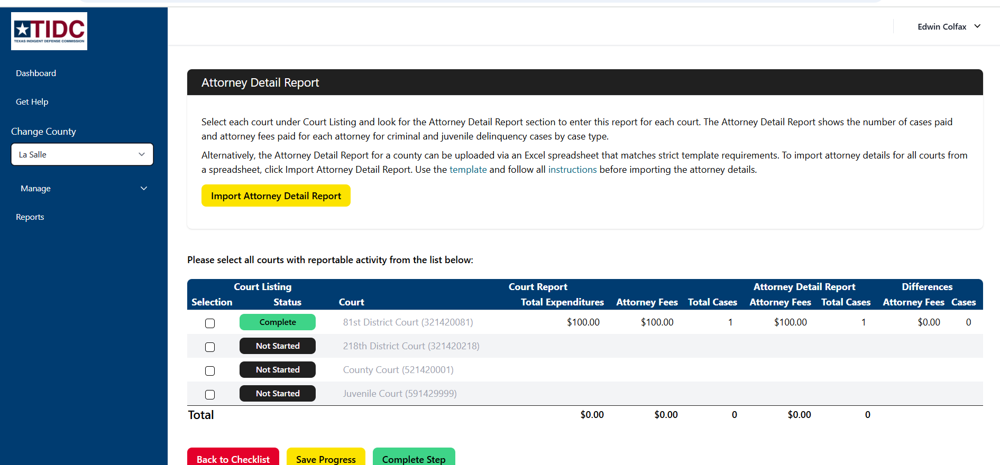 TIDC
TEXAS INDIGENT DEFENSE COMMISSION
Edwin Colfax
Dashboard
Get Help
Change County
La Salle
Manage
Reports
Attorney Detail Report
Select each court under Court Listing and look for the Attorney Detail Report section to enter this report for each court. The Attorney Detail Report shows the number of cases paid
and attorney fees paid for each attorney for criminal and juvenile delinquency cases by case type.
Alternatively, the Attorney Detail Report for a county can be uploaded via an Excel spreadsheet that matches strict template requirements. To import attorney details for all courts from
a spreadsheet, click Import Attorney Detail Report. Use the template and follow all instructions before importing the attorney details.
Import Attorney Detail Report
Please select all courts with reportable activity from the list below:
Court Listing Court Report Attorney Detail Report Differences
Selection Status Court Total Expenditures Attorney Fees Total Cases Attorney Fees Total Cases Attorney Fees Cases
Complete 81st District Court (321420081) $100.00 $100.00 1 $100.00 1 $0.00 0
Not Started 218th District Court (321420218)
Not Started County Court (521420001)
Not Started Juvenile Court (591429999)
Total $0.00 $0.00 0 $0.00 0
Back to Checklist Save Progress Complete Step